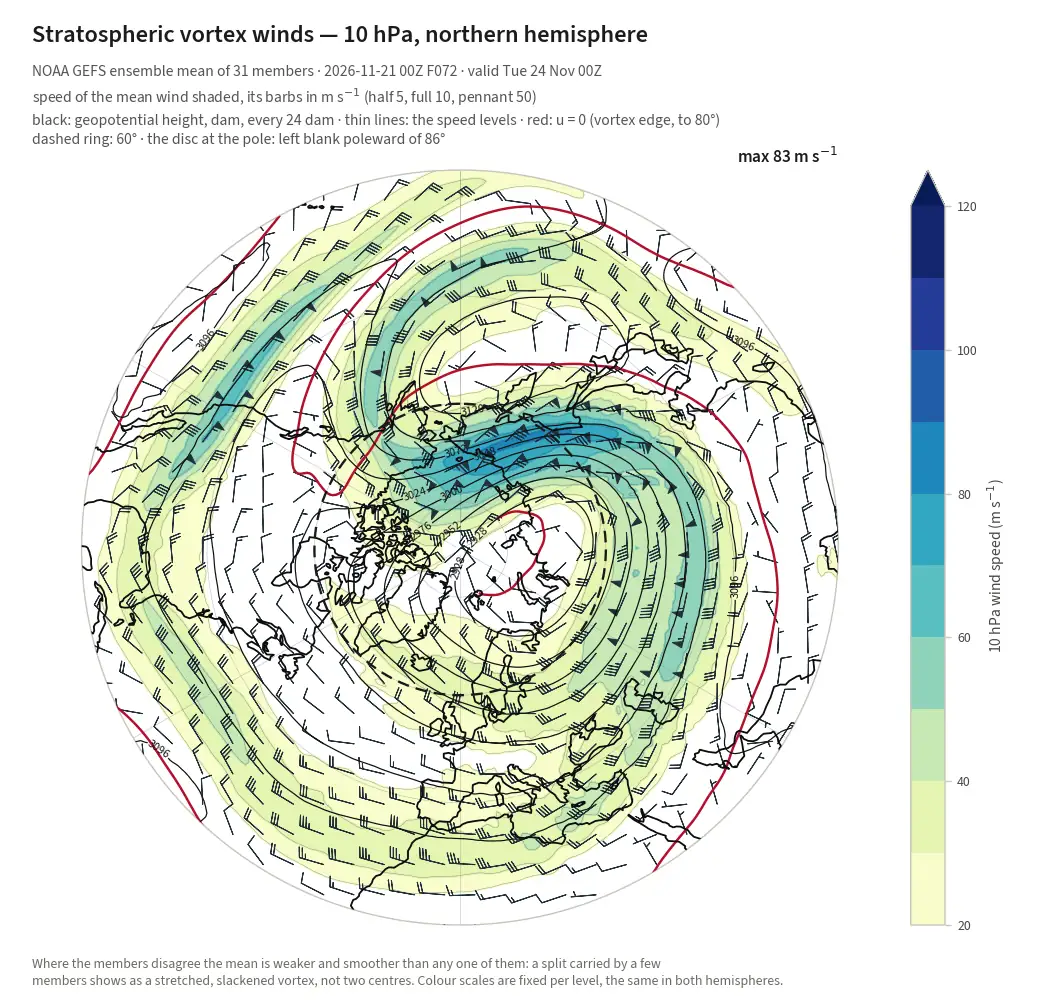 Stratospheric vortex winds — 10 hPa, northern hemisphere
NOAA GEFS ensemble mean of 31 members · 2026-11-21 00Z F072 · valid Tue 24 Nov 00Z
speed of the mean wind shaded, its barbs in m s⁻¹ (half 5, full 10, pennant 50)
black: geopotential height, dam, every 24 dam · thin lines: the speed levels · red: u = 0 (vortex edge, to 80°)
dashed ring: 60° · the disc at the pole: left blank poleward of 86°
max 83 m s⁻¹
120
100
80
60
40
20
10 hPa wind speed (m s⁻¹)
3096
3096
3024
3000
2952
3096
3096
Where the members disagree the mean is weaker and smoother than any one of them: a split carried by a few
members shows as a stretched, slackened vortex, not two centres. Colour scales are fixed per level, the same in both hemispheres.